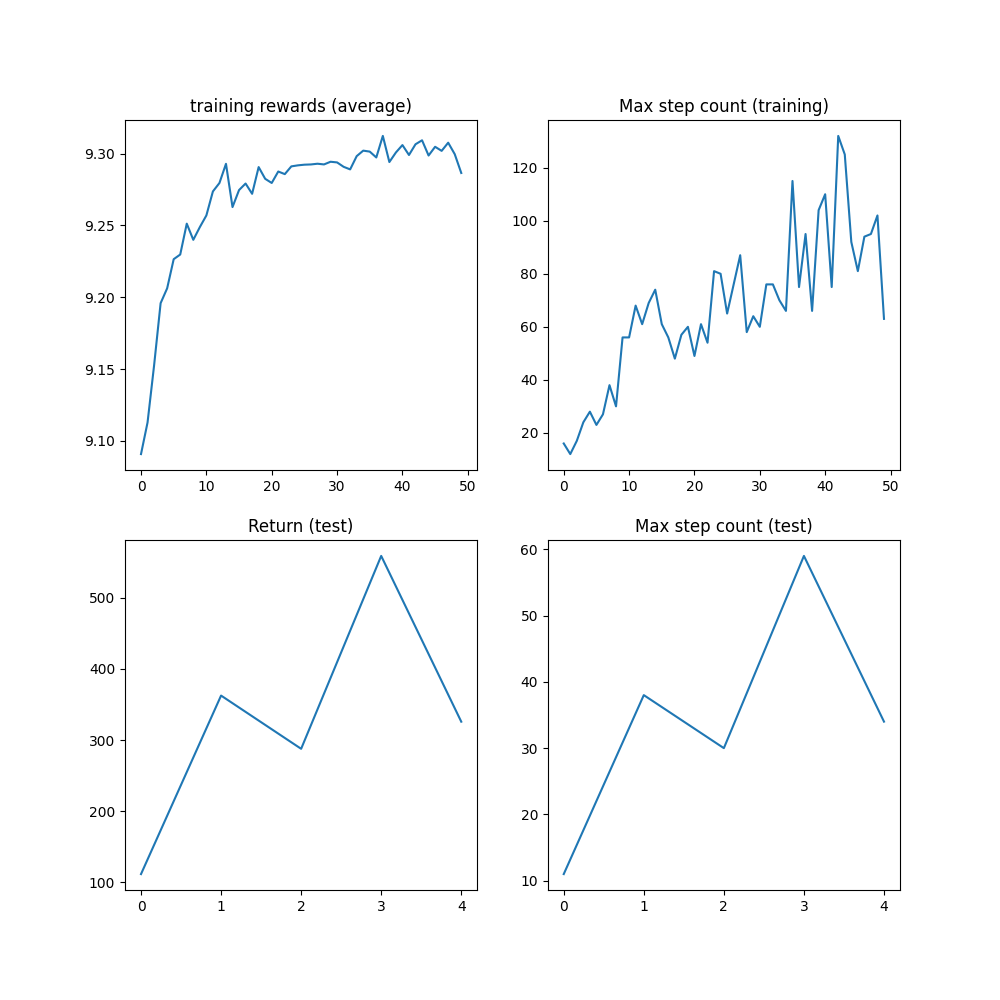 training rewards (average)
9.30
9.25
9.20
9.15
9.10
0 10 20 30 40 50
Max step count (training)
120
100
80
60
40
20
0 10 20 30 40 50
Return (test)
500
400
300
200
100
0 1 2 3 4
Max step count (test)
60
50
40
30
20
10
0 1 2 3 4